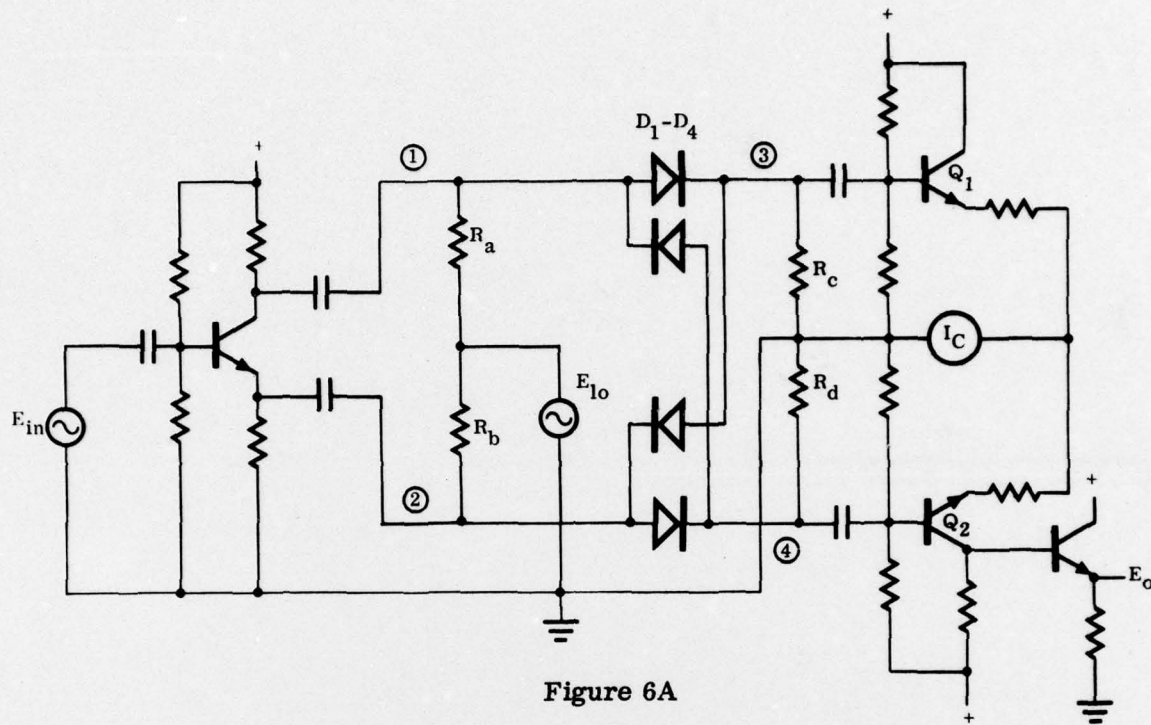 +
D1-D4
+
①
③
Q1
Ra
Rc
IC
Ein
Elo
Rd
Rb
②
+
Q2
④
Eo
+
Figure 6A